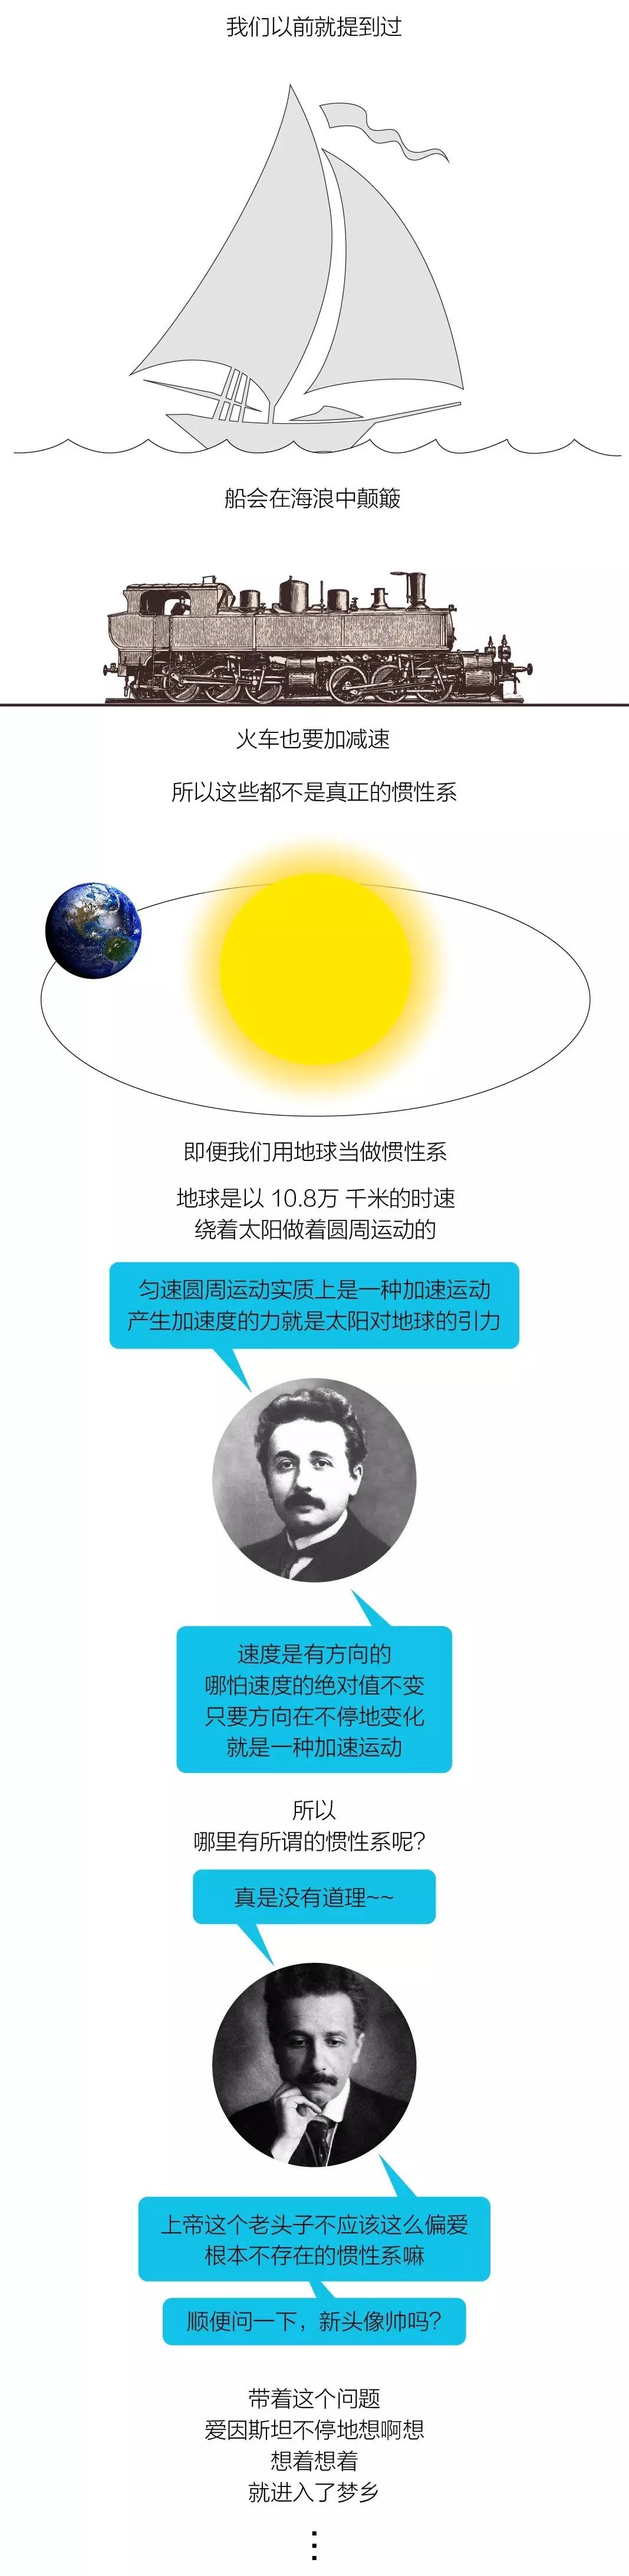 我们以前就提到过
船会在海浪中颠簸
火车也要加减速
所以这些都不是真正的惯性系
即便我们用地球当做惯性系
地球是以 10.8万 千米的时速
绕着太阳做着圆周运动的
匀速圆周运动实质上是一种加速运动
产生加速度的力就是太阳对地球的引力
速度是有方向的
哪怕速度的绝对值不变
只要方向在不停地变化
就是一种加速运动
所以
哪里有所谓的惯性系呢?
真是没有道理~~
上帝这个老头子不应该这么偏爱
根本不存在的惯性系嘛
顺便问一下，新头像帅吗?
带着这个问题
爱因斯坦不停地想啊想
想着想着
就进入了梦乡
⋮